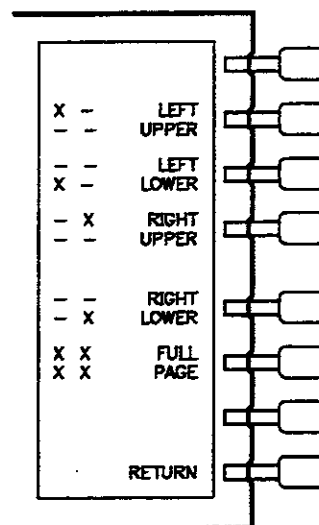 X – LEFT
– – UPPER
– – LEFT
X – LOWER
– X RIGHT
– – UPPER
– – RIGHT
– X LOWER
X X FULL
X X PAGE
RETURN